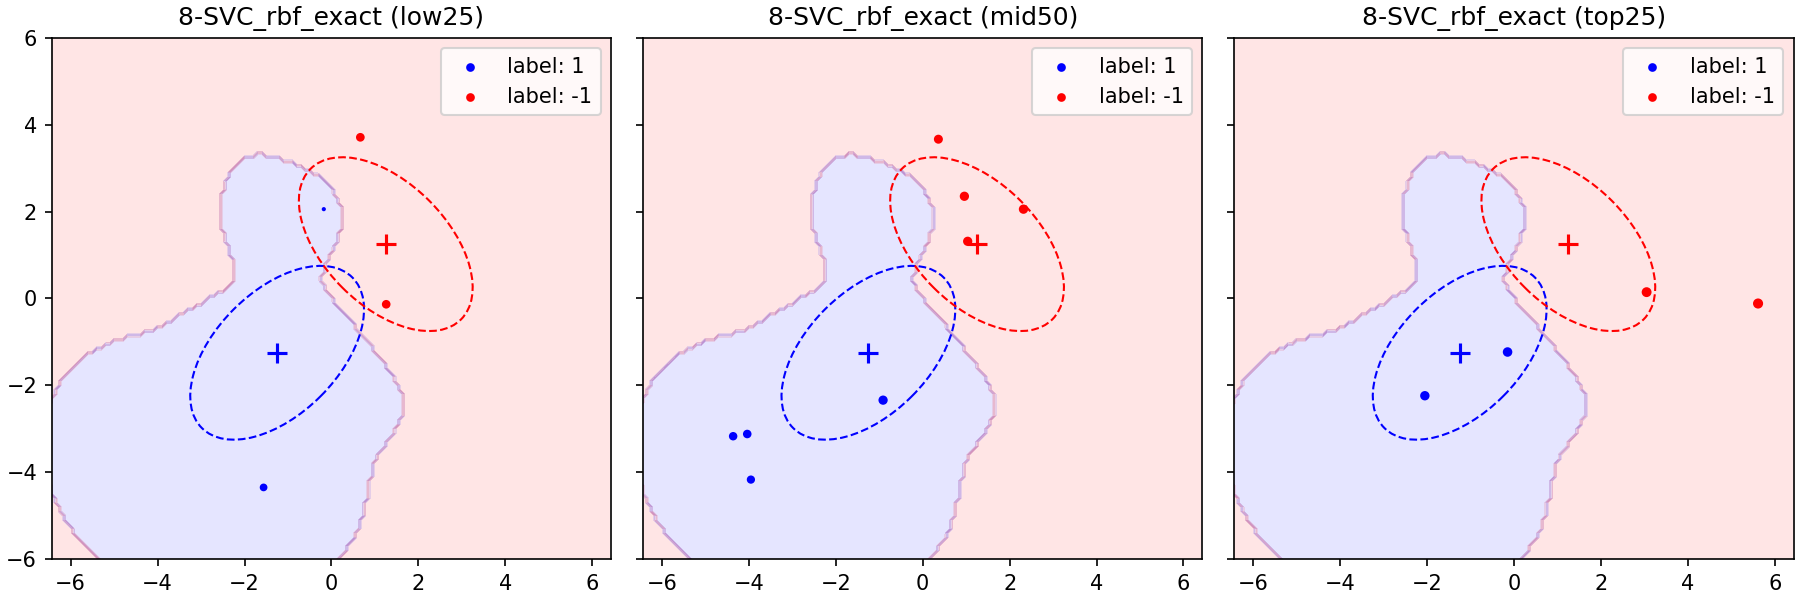 8-SVC_rbf_exact (low25)
8-SVC_rbf_exact (mid50)
8-SVC_rbf_exact (top25)
label: 1
label: -1
label: 1
label: -1
label: 1
label: -1
6
4
2
0
−2
−4
−6
−6 −4 −2 0 2 4 6
−6 −4 −2 0 2 4 6
−6 −4 −2 0 2 4 6